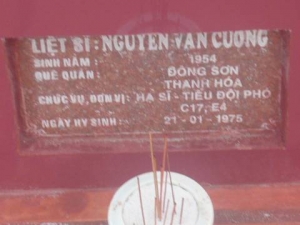 LIỆT SĨ : NGUYỄN VĂN CƯỜNG
SINH NĂM : 1954
QUÊ QUÁN : ĐÔNG SƠN
THANH HÓA
CHỨC VỤ, ĐƠN VỊ : HẠ SĨ - TIỂU ĐỘI PHÓ
C17, E4
NGÀY HY SINH : 21 - 01 - 1975